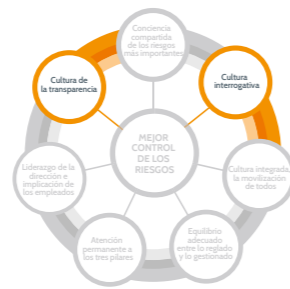 Conciencia
compartida
de los riesgos
más importantes
Cultura de
la transparencia
Cultura
interrogativa
MEJOR
CONTROL
DE LOS
RIESGOS
Liderazgo de la
dirección e
implicación de
los empleados
Cultura integrada,
la movilización
de todos
Atención
permanente a
los tres pilares
Equilibrio
adecuado
entre lo reglado
y lo gestionado